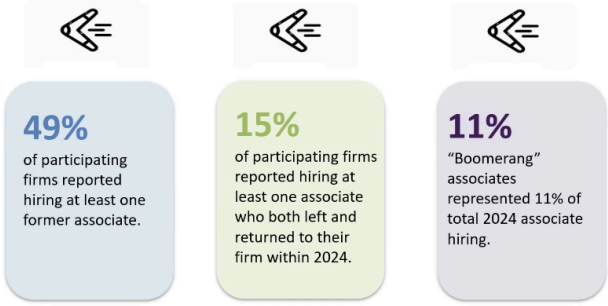 49%
of participating
firms reported
hiring at least one
former associate.
15%
of participating firms
reported hiring at
least one associate
who both left and
returned to their
firm within 2024.
11%
“Boomerang”
associates
represented 11% of
total 2024 associate
hiring.